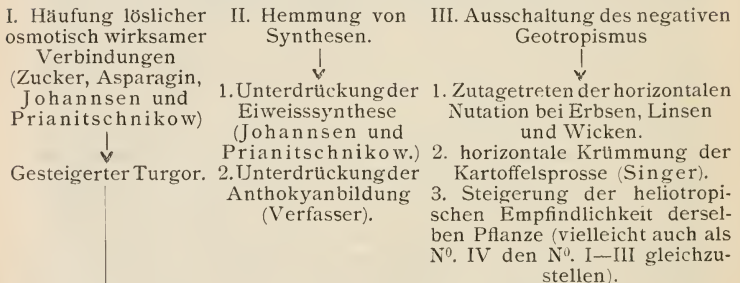 I. Häufung löslicher
osmotisch wirksamer
Verbindungen
(Zucker, Asparagin,
Johannsen und
Prianitschnikow)
Gesteigerter Turgor.
II. Hemmung von
Synthesen.
1. Unterdrückung der
Eiweisssynthese
(Johannsen und
Prianitschnikow.)
2. Unterdrückung der
Anthokyanbildung
(Verfasser).
III. Ausschaltung des negativen
Geotropismus
1. Zutagetreten der horizontalen
Nutation bei Erbsen, Linsen
und Wicken.
2. horizontale Krümmung der
Kartoffelsprosse (Singer).
3. Steigerung der heliotropi-
schen Empfindlichkeit dersel-
ben Pflanze (vielleicht auch als
N⁰. IV den N⁰. I—III gleichzu-
stellen).